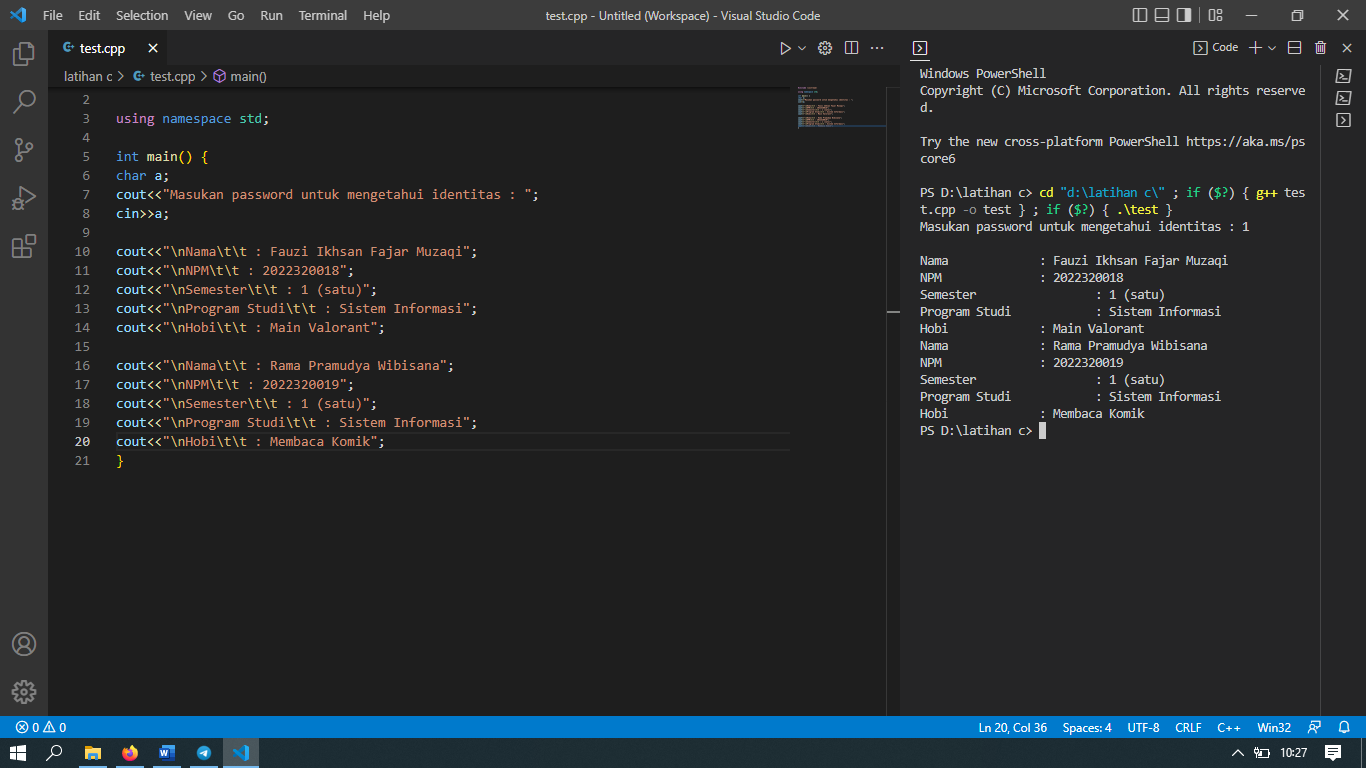 File Edit Selection View Go Run Terminal Help
test.cpp - Untitled (Workspace) - Visual Studio Code
test.cpp
latihan c > test.cpp > main()
2
3 using namespace std;
4
5 int main() {
6 char a;
7 cout<<"Masukan password untuk mengetahui identitas : ";
8 cin>>a;
9
10 cout<<"\nNama\t\t : Fauzi Ikhsan Fajar Muzaqi";
11 cout<<"\nNPM\t\t : 2022320018";
12 cout<<"\nSemester\t\t : 1 (satu)";
13 cout<<"\nProgram Studi\t\t : Sistem Informasi";
14 cout<<"\nHobi\t\t : Main Valorant";
15
16 cout<<"\nNama\t\t : Rama Pramudya Wibisana";
17 cout<<"\nNPM\t\t : 2022320019";
18 cout<<"\nSemester\t\t : 1 (satu)";
19 cout<<"\nProgram Studi\t\t : Sistem Informasi";
20 cout<<"\nHobi\t\t : Membaca Komik";
21 }
Code
Windows PowerShell
Copyright (C) Microsoft Corporation. All rights reserve
d.
Try the new cross-platform PowerShell https://aka.ms/ps
core6
PS D:\latihan c> cd "d:\latihan c\" ; if ($?) { g++ tes
t.cpp -o test } ; if ($?) { .\test }
Masukan password untuk mengetahui identitas : 1
Nama : Fauzi Ikhsan Fajar Muzaqi
NPM : 2022320018
Semester : 1 (satu)
Program Studi : Sistem Informasi
Hobi : Main Valorant
Nama : Rama Pramudya Wibisana
NPM : 2022320019
Semester : 1 (satu)
Program Studi : Sistem Informasi
Hobi : Membaca Komik
PS D:\latihan c>
0 0
Ln 20, Col 36 Spaces: 4 UTF-8 CRLF C++ Win32
10:27